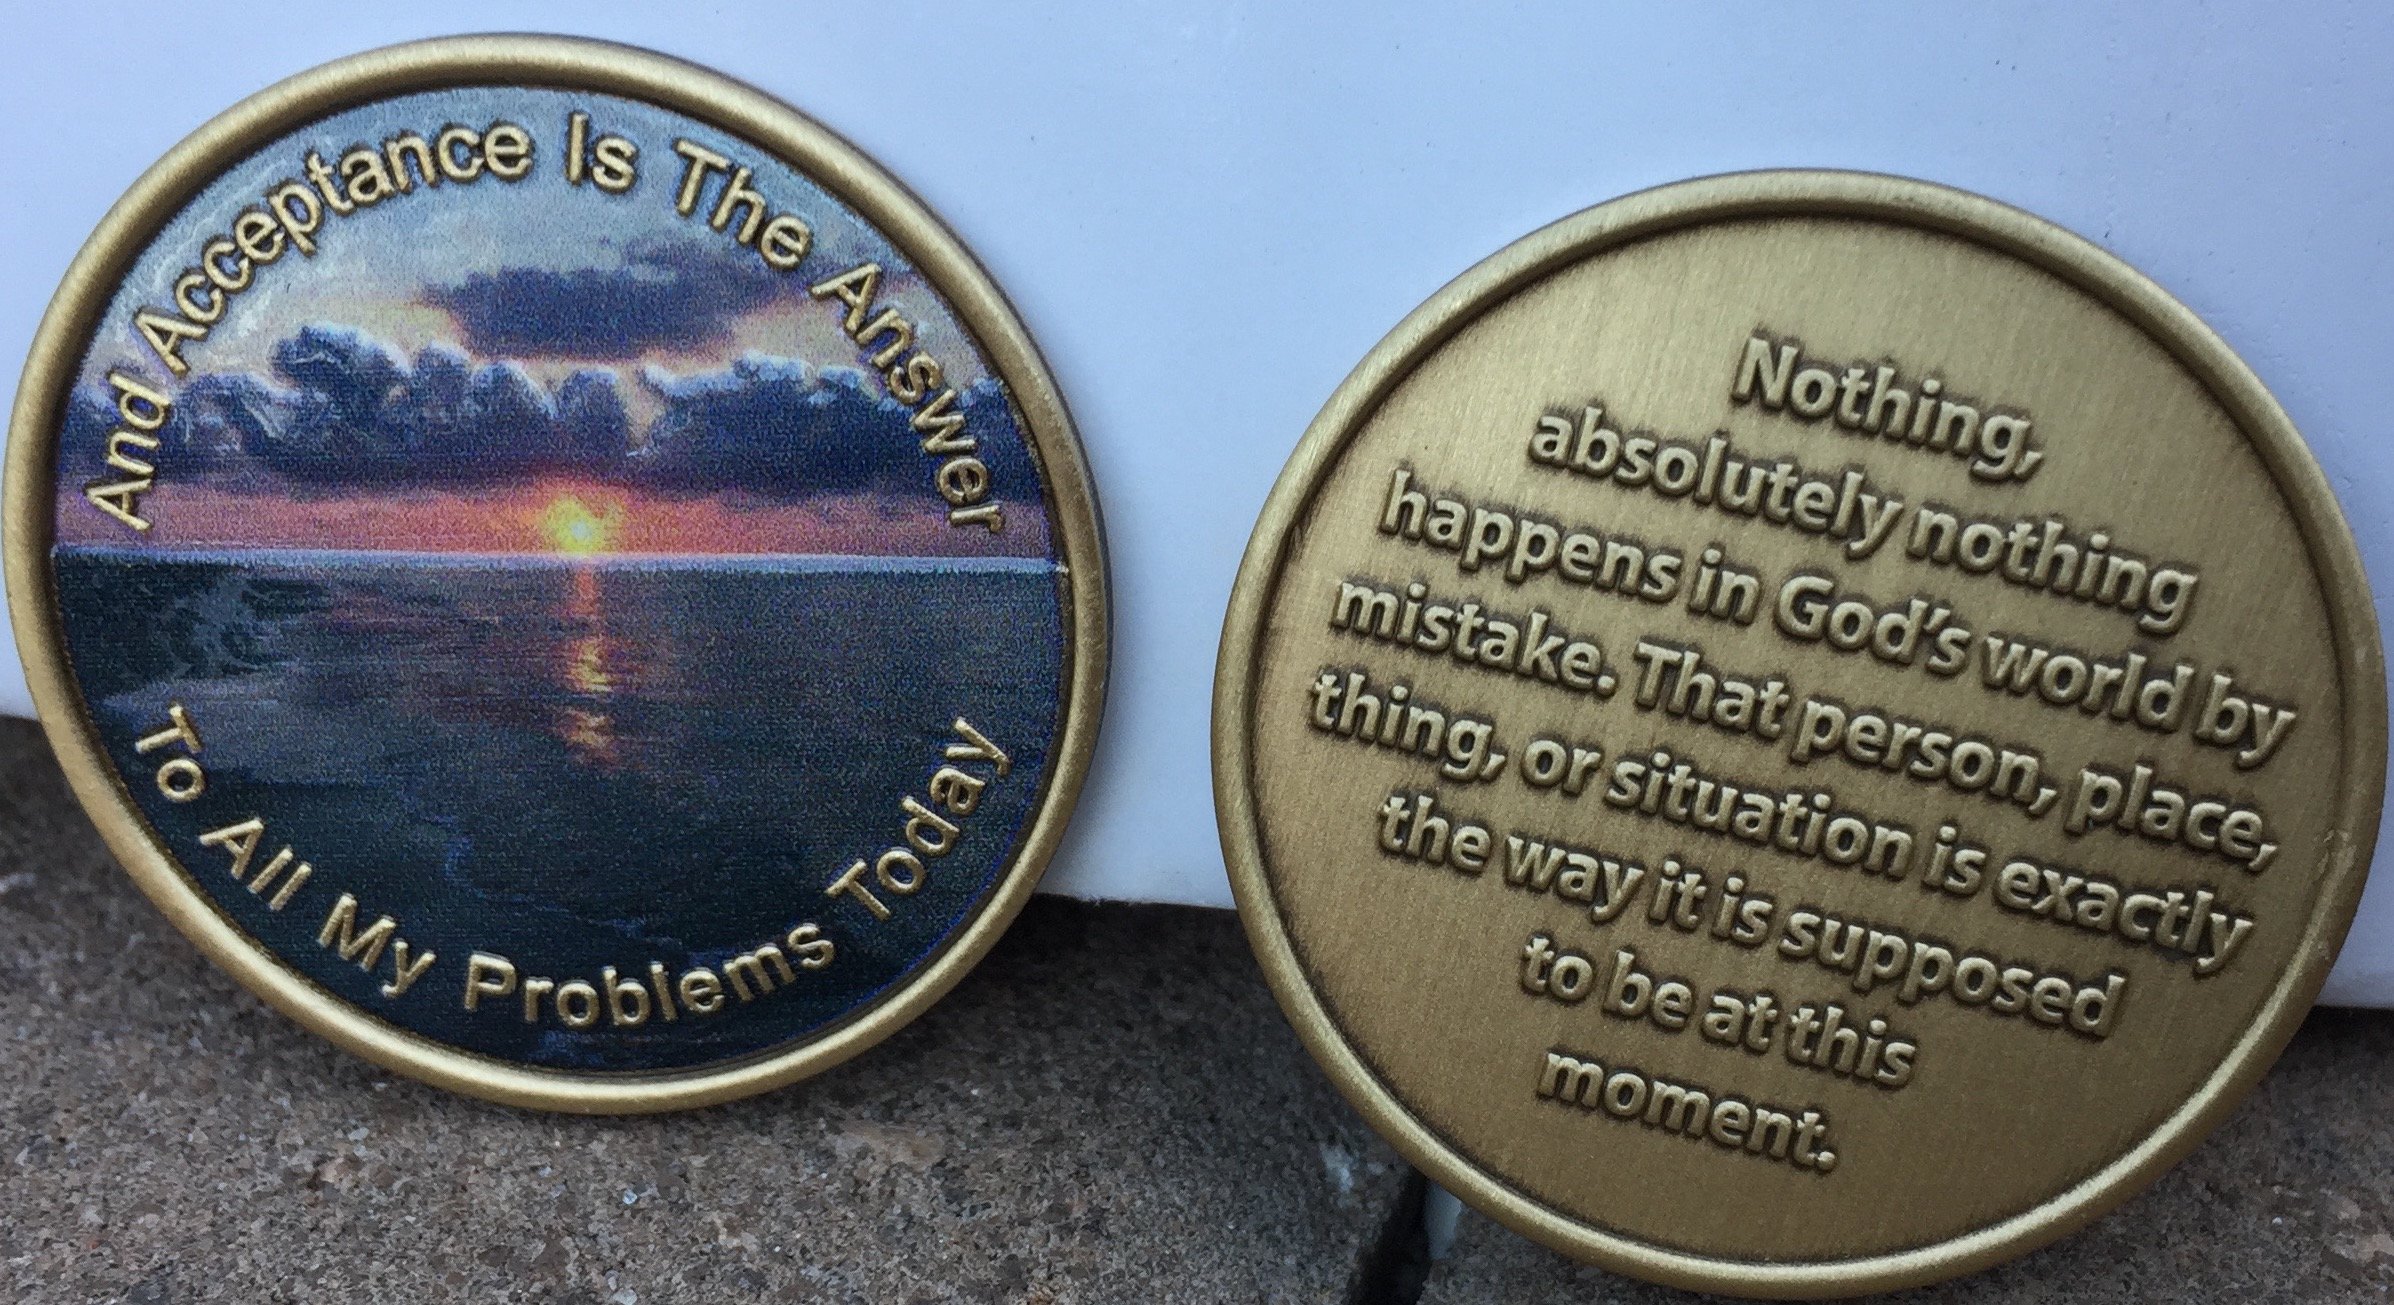 And Acceptance Is The Answer
To All My Problems Today
Nothing,
absolutely nothing
happens in God's world by
mistake. That person, place,
thing, or situation is exactly
the way it is supposed
to be at this
moment.